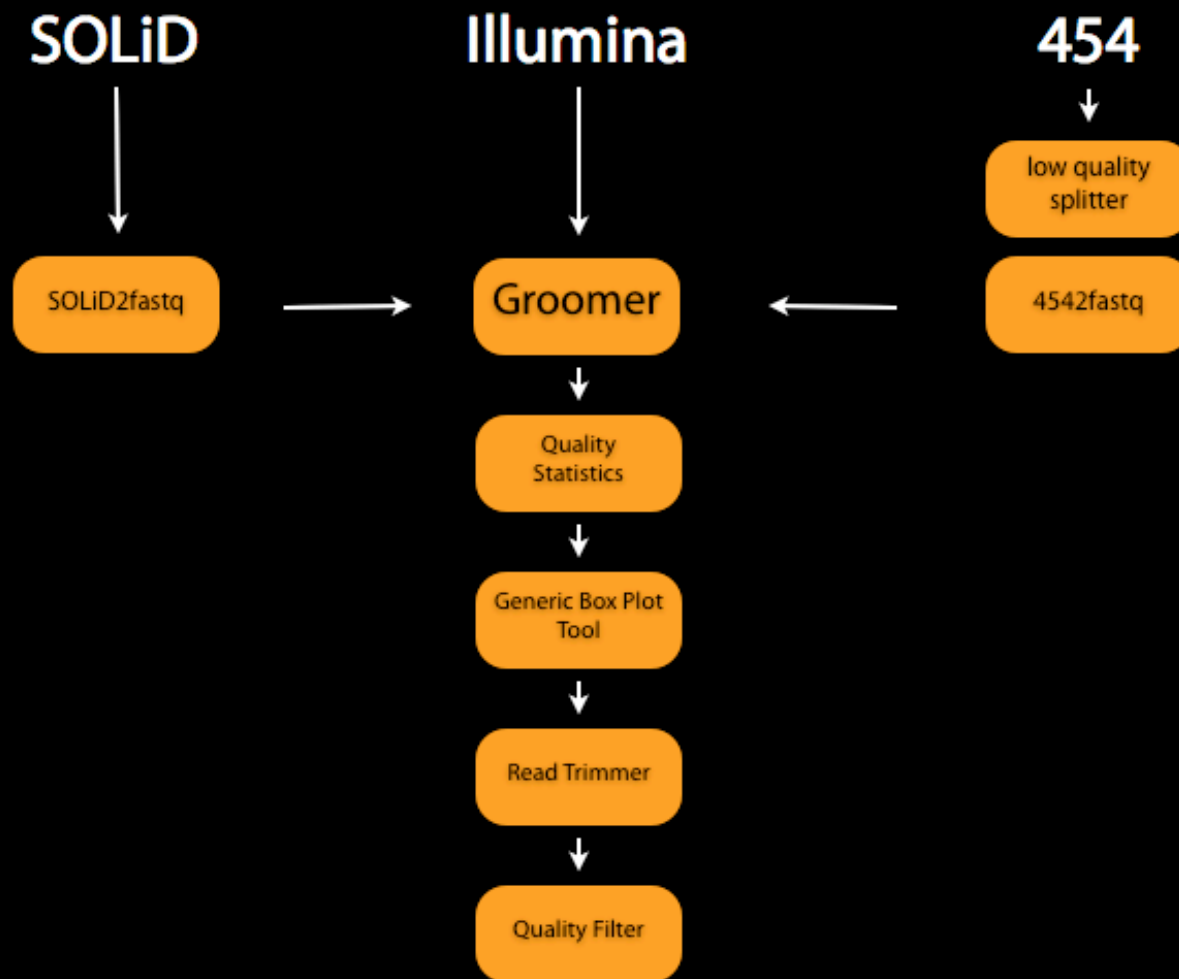 SOLiD
Illumina
454
low quality
splitter
SOLiD2fastq
Groomer
4542fastq
Quality
Statistics
Generic Box Plot
Tool
Read Trimmer
Quality Filter